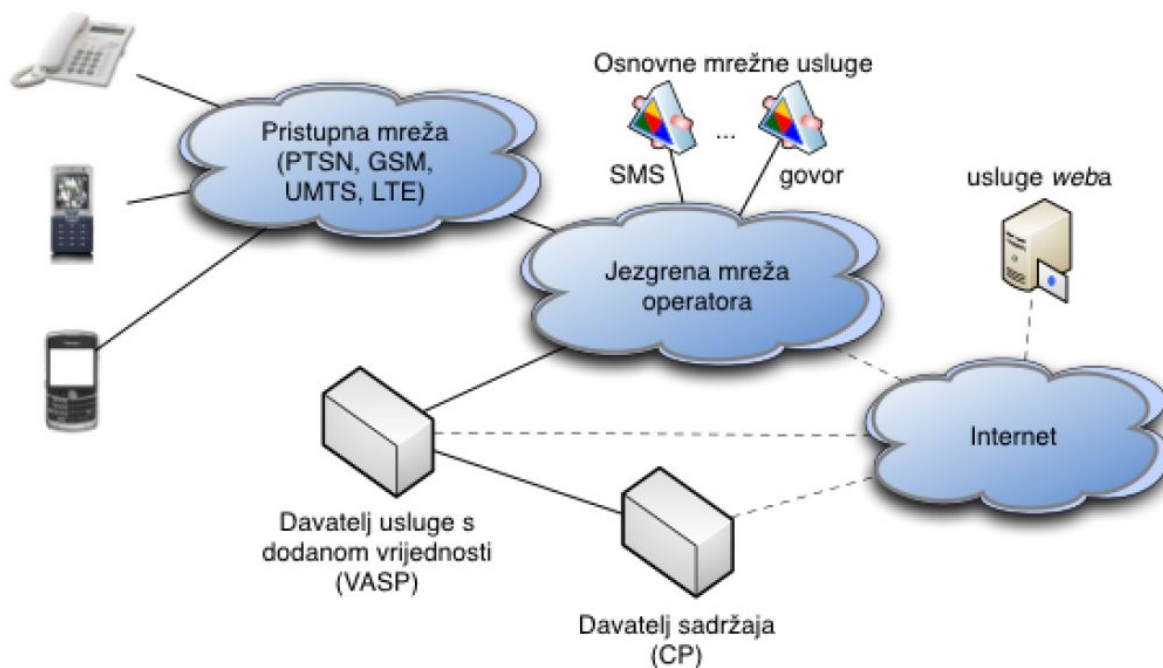 Osnovne mrežne usluge
Pristupna mreža
(PTSN, GSM,
UMTS, LTE)
...
SMS
govor
usluge weba
Jezgrena mreža
operatora
Internet
Davatelj usluge s
dodanom vrijednosti
(VASP)
Davatelj sadržaja
(CP)